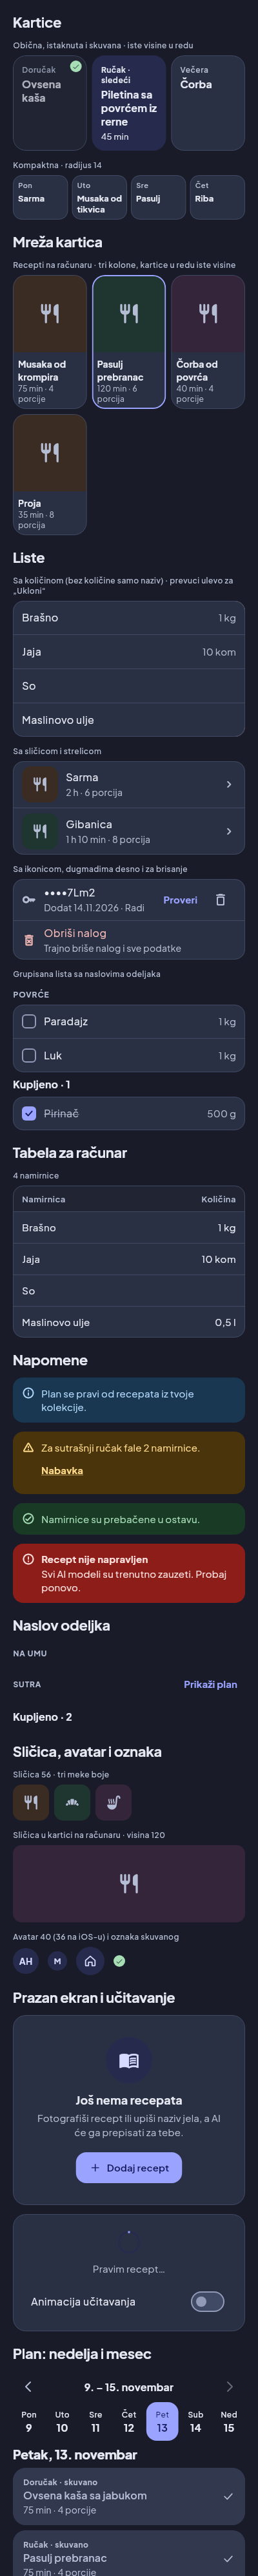 Kartice
Obična, istaknuta i skuvana · iste visine u redu
Doručak
Ovsena
kaša
Ručak ·
sledeći
Piletina sa
povrćem iz
rerne
45 min
Večera
Čorba
Kompaktna · radijus 14
Pon
Sarma
Uto
Musaka od
tikvica
Sre
Pasulj
Čet
Riba
Mreža kartica
Recepti na računaru · tri kolone, kartice u redu iste visine
Musaka od
krompira
75 min · 4
porcije
Pasulj
prebranac
120 min · 6
porcija
Čorba od
povrća
40 min · 4
porcije
Proja
35 min · 8
porcija
Liste
Sa količinom (bez količine samo naziv) · prevuci ulevo za
„Ukloni“
Brašno 1 kg
Jaja 10 kom
So
Maslinovo ulje
Sa sličicom i strelicom
Sarma
2 h · 6 porcija
Gibanica
1 h 10 min · 8 porcija
Sa ikonicom, dugmadima desno i za brisanje
••••7Lm2
Dodat 14.11.2026 · Radi
Proveri
Obriši nalog
Trajno briše nalog i sve podatke
Grupisana lista sa naslovima odeljaka
POVRĆE
Paradajz 1 kg
Luk 1 kg
Kupljeno · 1
Pirinač 500 g
Tabela za računar
4 namirnice
Namirnica Količina
Brašno 1 kg
Jaja 10 kom
So
Maslinovo ulje 0,5 l
Napomene
Plan se pravi od recepata iz tvoje
kolekcije.
Za sutrašnji ručak fale 2 namirnice.
Nabavka
Namirnice su prebačene u ostavu.
Recept nije napravljen
Svi AI modeli su trenutno zauzeti. Probaj
ponovo.
Naslov odeljka
NA UMU
SUTRA Prikaži plan
Kupljeno · 2
Sličica, avatar i oznaka
Sličica 56 · tri meke boje
Sličica u kartici na računaru · visina 120
Avatar 40 (36 na iOS-u) i oznaka skuvanog
AH M
Prazan ekran i učitavanje
Još nema recepata
Fotografiši recept ili upiši naziv jela, a AI
će ga prepisati za tebe.
Dodaj recept
Pravim recept…
Animacija učitavanja
Plan: nedelja i mesec
9. – 15. novembar
Pon Uto Sre Čet Pet Sub Ned
9 10 11 12 13 14 15
Petak, 13. novembar
Doručak · skuvano
Ovsena kaša sa jabukom
75 min · 4 porcije
Ručak · skuvano
Pasulj prebranac
75 min · 4 porcije